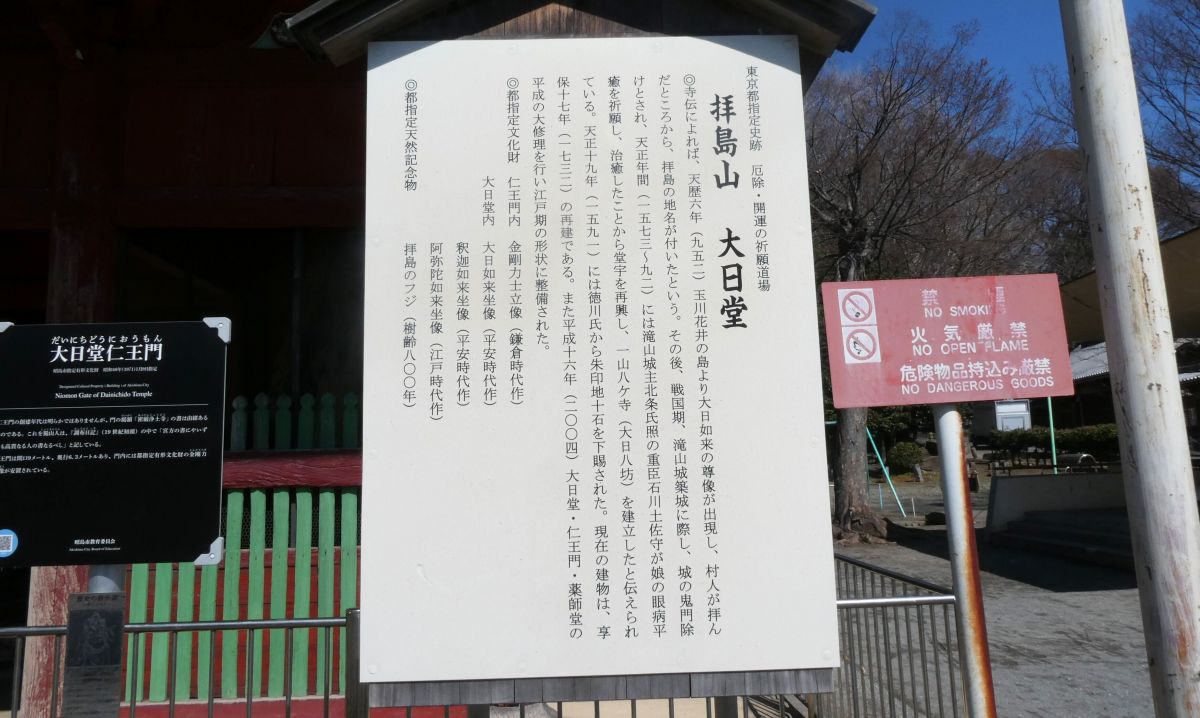 東京都指定史跡　厄除・開運の祈願道場
拝島山　大日堂
◎寺伝によれば、天歴六年（九五二）玉川花井の島より大日如来の尊像が出現し、村人が拝ん
だところから、拝島の地名が付いたという。その後、戦国期、滝山城築城に際し、城の鬼門除
けとされ、天正年間（一五七三〜九二）には滝山城主北条氏照の重臣石川土佐守が娘の眼病平
癒を祈願し、治癒したことから堂宇を再興し、一山八ケ寺（大日八坊）を建立したと伝えられ
ている。天正十九年（一五九一）には徳川氏から朱印地十石を下賜された。現在の建物は、享
保十七年（一七三二）の再建である。また平成十六年（二〇〇四）大日堂・仁王門・薬師堂の
平成の大修理を行い江戸期の形状に整備された。
◎都指定文化財　仁王門内　金剛力士立像（鎌倉時代作）
大日堂内　大日如来坐像（平安時代作）
釈迦如来坐像（平安時代作）
阿弥陀如来坐像（江戸時代作）
◎都指定天然記念物　拝島のフジ（樹齢八〇〇年）
だいにちどうにおうもん
大日堂仁王門
Niomon Gate of Dainichido Temple
昭島市教育委員会
Akishima City Board of Education
禁 煙
NO SMOKING
火気厳禁
NO OPEN FLAME
危険物品持込み厳禁
NO DANGEROUS GOODS